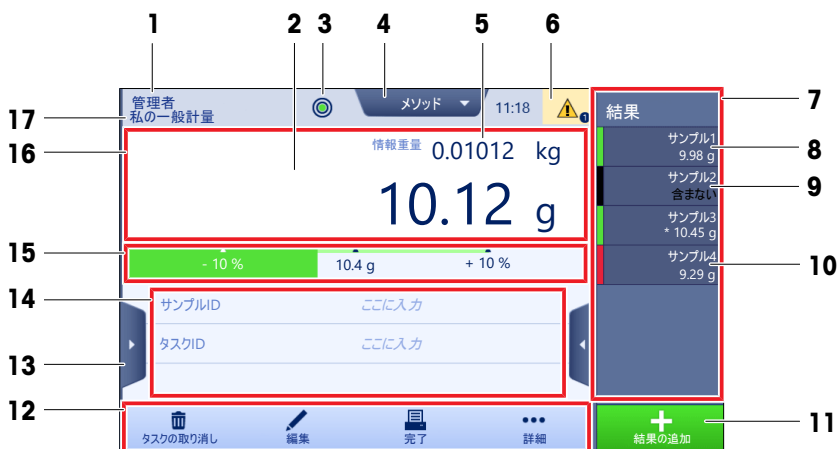 1
2
3
4
5
6
7
8
9
10
11
12
13
14
15
16
17
管理者
私の一般計量
メソッド
11:18
1
情報重量 0.01012 kg
10.12 g
- 10 %
10.4 g
+ 10 %
サンプルID
ここに入力
タスクID
ここに入力
タスクの取り消し
編集
完了
詳細
結果
サンプル1
9.98 g
サンプル2
含まない
サンプル3
* 10.45 g
サンプル4
9.29 g
結果の追加